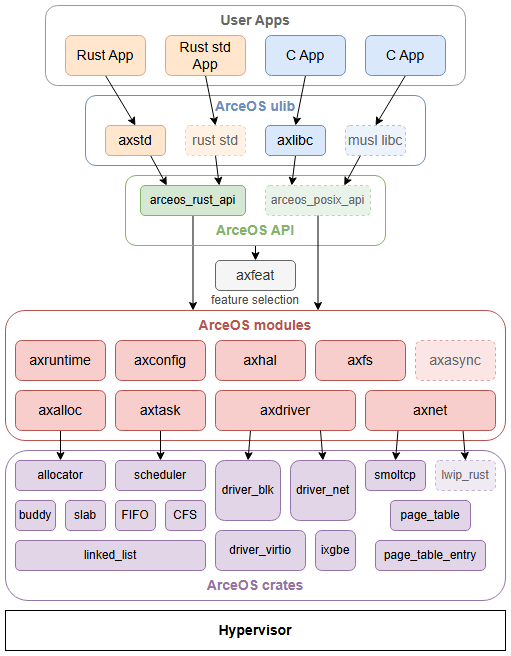 User Apps
Rust App
Rust std
App
C App
C App
ArceOS ulib
axstd
rust std
axlibc
musl libc
arceos_rust_api
arceos_posix_api
ArceOS API
axfeat
feature selection
ArceOS modules
axruntime
axconfig
axhal
axfs
axasync
axalloc
axtask
axdriver
axnet
allocator
scheduler
driver_blk
driver_net
smoltcp
lwip_rust
buddy
slab
FIFO
CFS
page_table
linked_list
driver_virtio
ixgbe
page_table_entry
ArceOS crates
Hypervisor